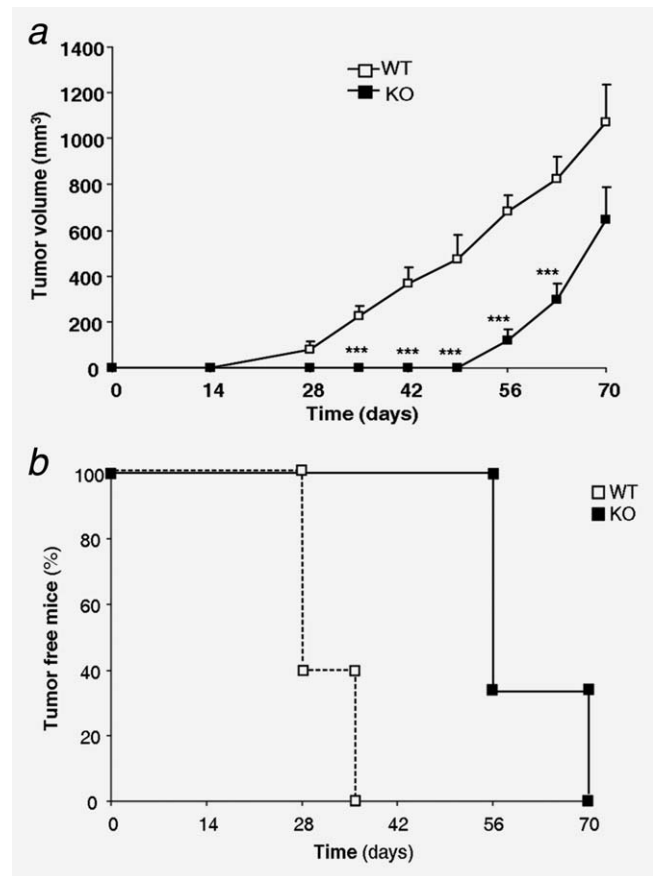 a
1400
1200
1000
800
600
400
200
0
Tumor volume (mm³)
WT
KO
***
***
***
***
***
0 14 28 42 56 70
Time (days)
b
100
80
60
40
20
0
Tumor free mice (%)
WT
KO
0 14 28 42 56 70
Time (days)